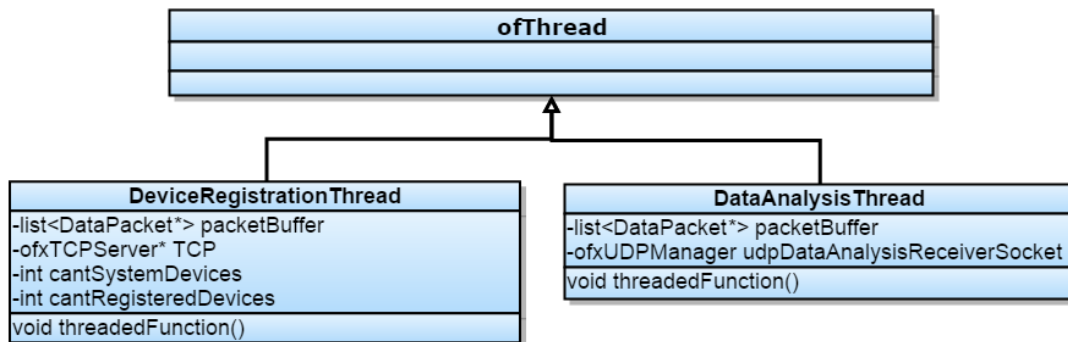 ofThread
DeviceRegistrationThread
-list<DataPacket*> packetBuffer
-ofxTCPServer* TCP
-int cantSystemDevices
-int cantRegisteredDevices
void threadedFunction()
DataAnalysisThread
-list<DataPacket*> packetBuffer
-ofxUDPManager udpDataAnalysisReceiverSocket
void threadedFunction()